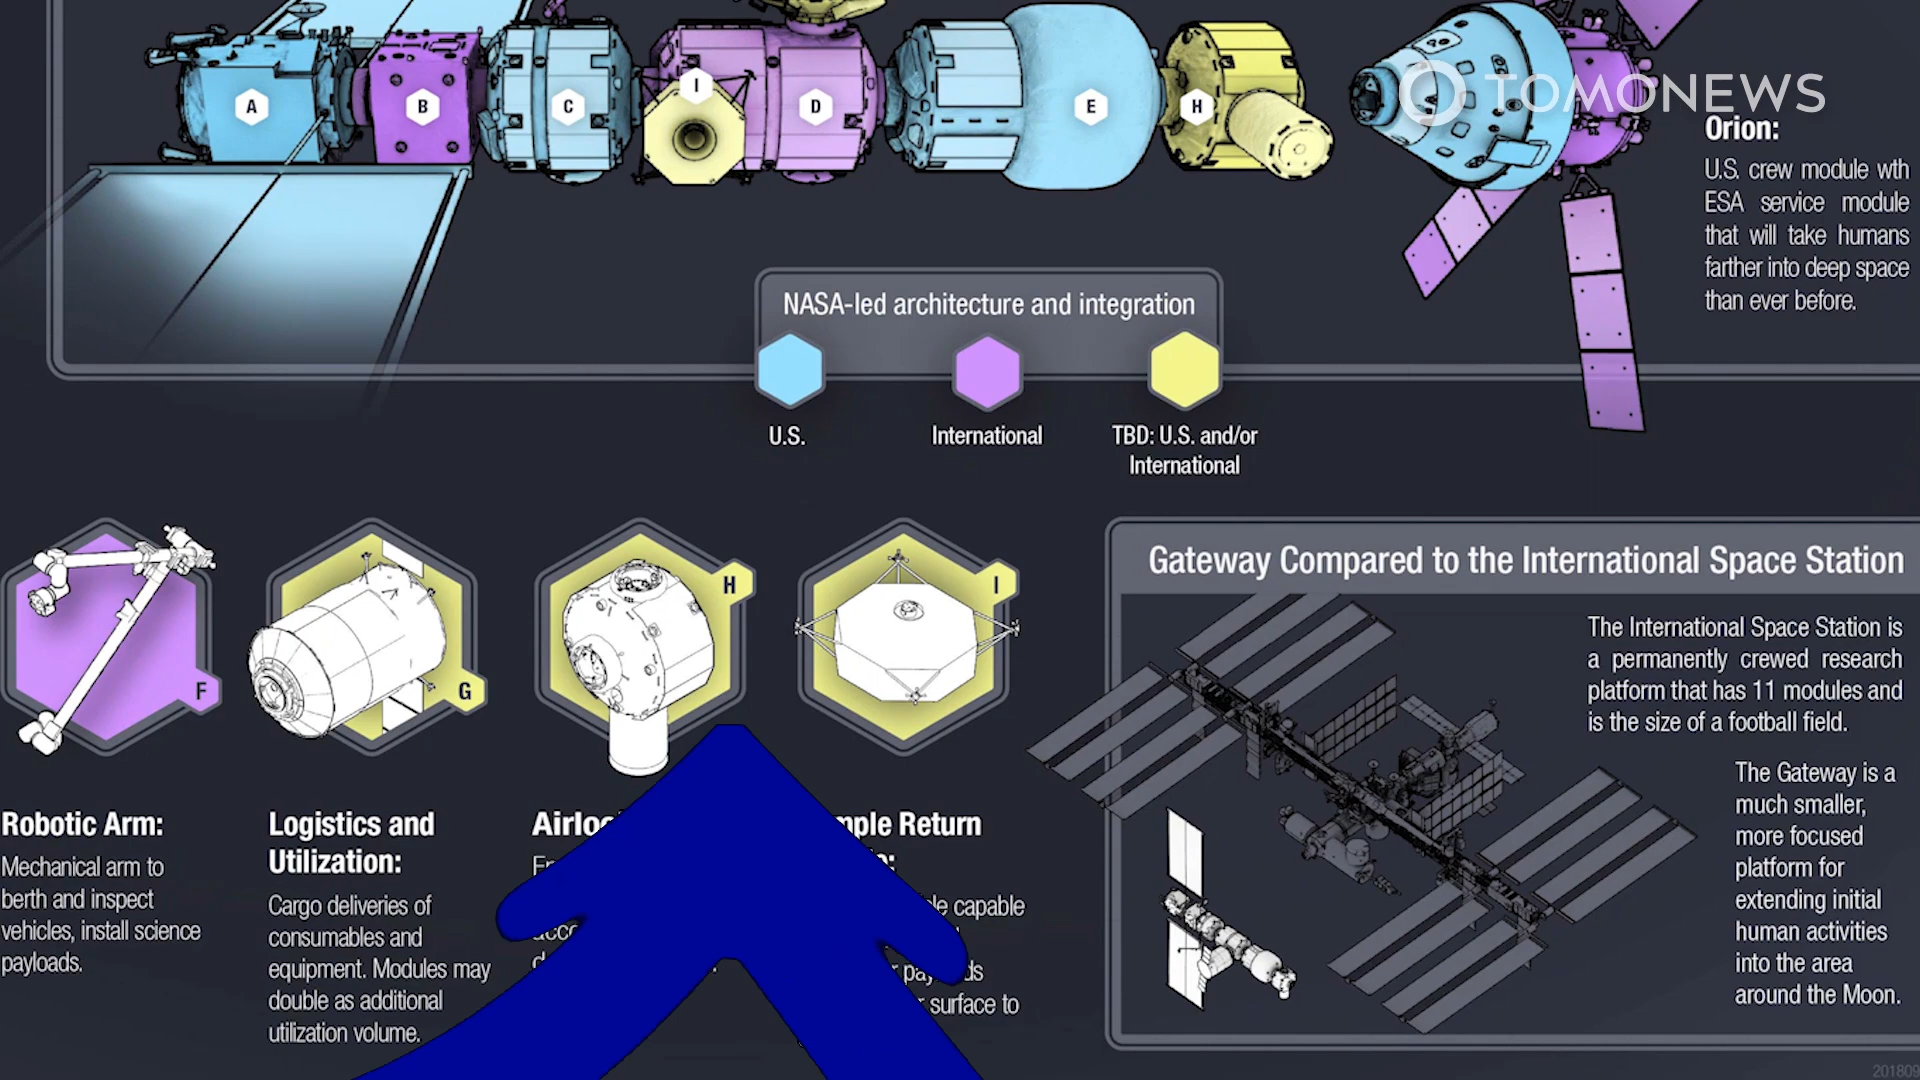 A
B
C
I
D
E
H
TOMONEWS
Orion:
U.S. crew module wth
ESA service module
that will take humans
farther into deep space
than ever before.
NASA-led architecture and integration
U.S.
International
TBD: U.S. and/or
International
F
G
H
I
Robotic Arm:
Mechanical arm to
berth and inspect
vehicles, install science
payloads.
Logistics and
Utilization:
Cargo deliveries of
consumables and
equipment. Modules may
double as additional
utilization volume.
Return
capable
surface to
Gateway Compared to the International Space Station
The International Space Station is
a permanently crewed research
platform that has 11 modules and
is the size of a football field.
The Gateway is a
much smaller,
more focused
platform for
extending initial
human activities
into the area
around the Moon.
201809